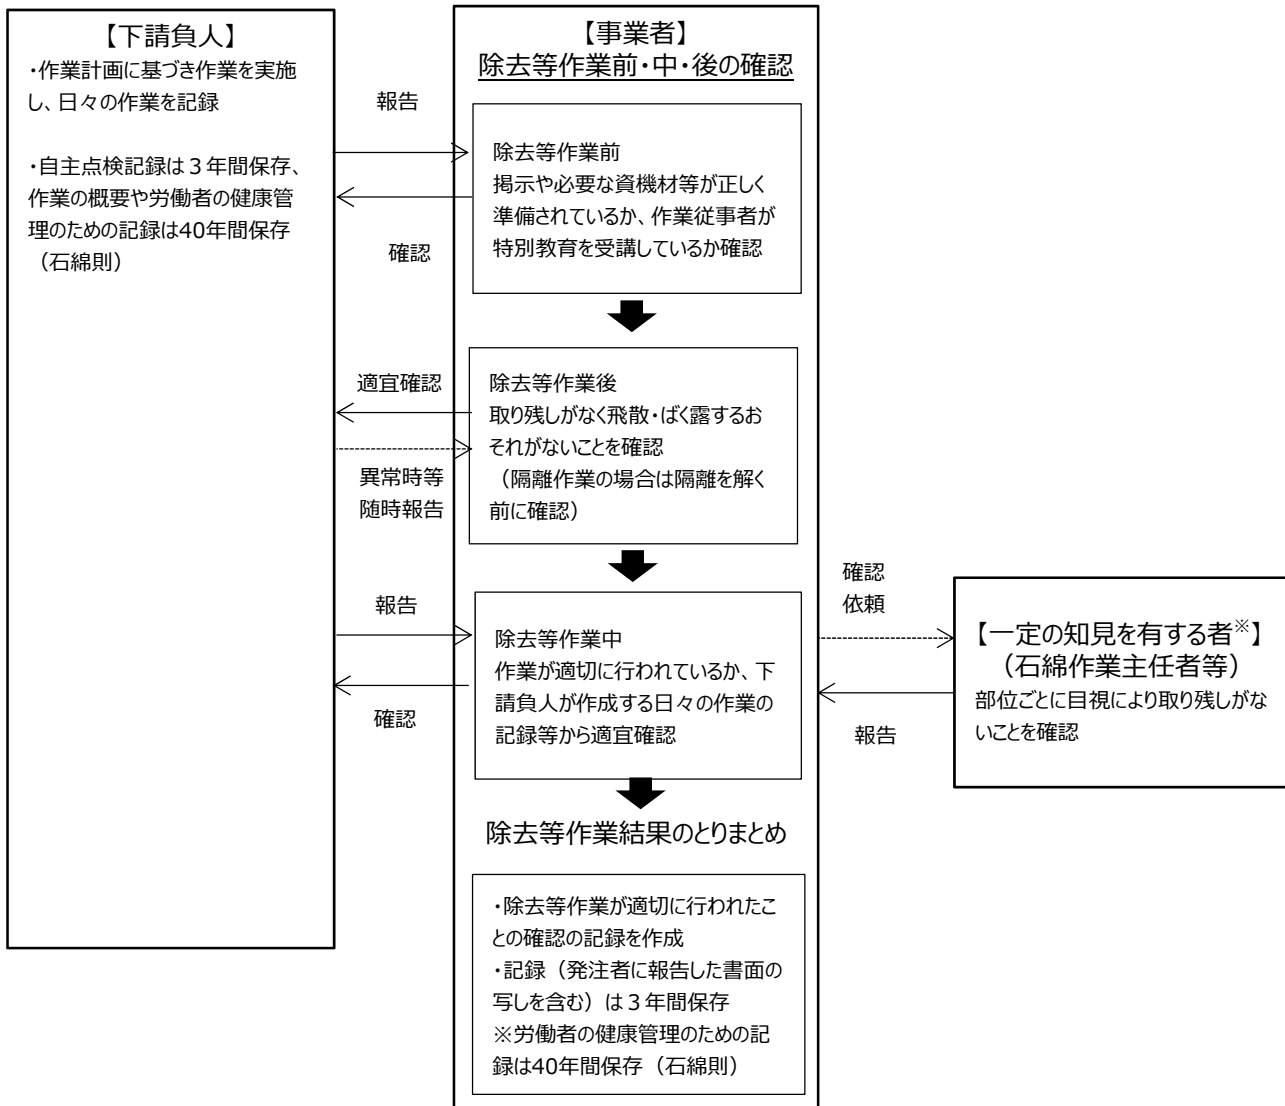 【下請負人】
・作業計画に基づき作業を実施
し、日々の作業を記録
・自主点検記録は３年間保存、
作業の概要や労働者の健康管
理のための記録は40年間保存
（石綿則）
報告
確認
適宜確認
異常時等
随時報告
報告
確認
【事業者】
除去等作業前・中・後の確認
除去等作業前
掲示や必要な資機材等が正しく
準備されているか、作業従事者が
特別教育を受講しているか確認
除去等作業後
取り残しがなく飛散・ばく露するお
それがないことを確認
（隔離作業の場合は隔離を解く
前に確認）
除去等作業中
作業が適切に行われているか、下
請負人が作成する日々の作業の
記録等から適宜確認
除去等作業結果のとりまとめ
・除去等作業が適切に行われたこ
との確認の記録を作成
・記録（発注者に報告した書面の
写しを含む）は３年間保存
※労働者の健康管理のための記
録は40年間保存（石綿則）
確認
依頼
報告
【一定の知見を有する者※】
（石綿作業主任者等）
部位ごとに目視により取り残しがな
いことを確認